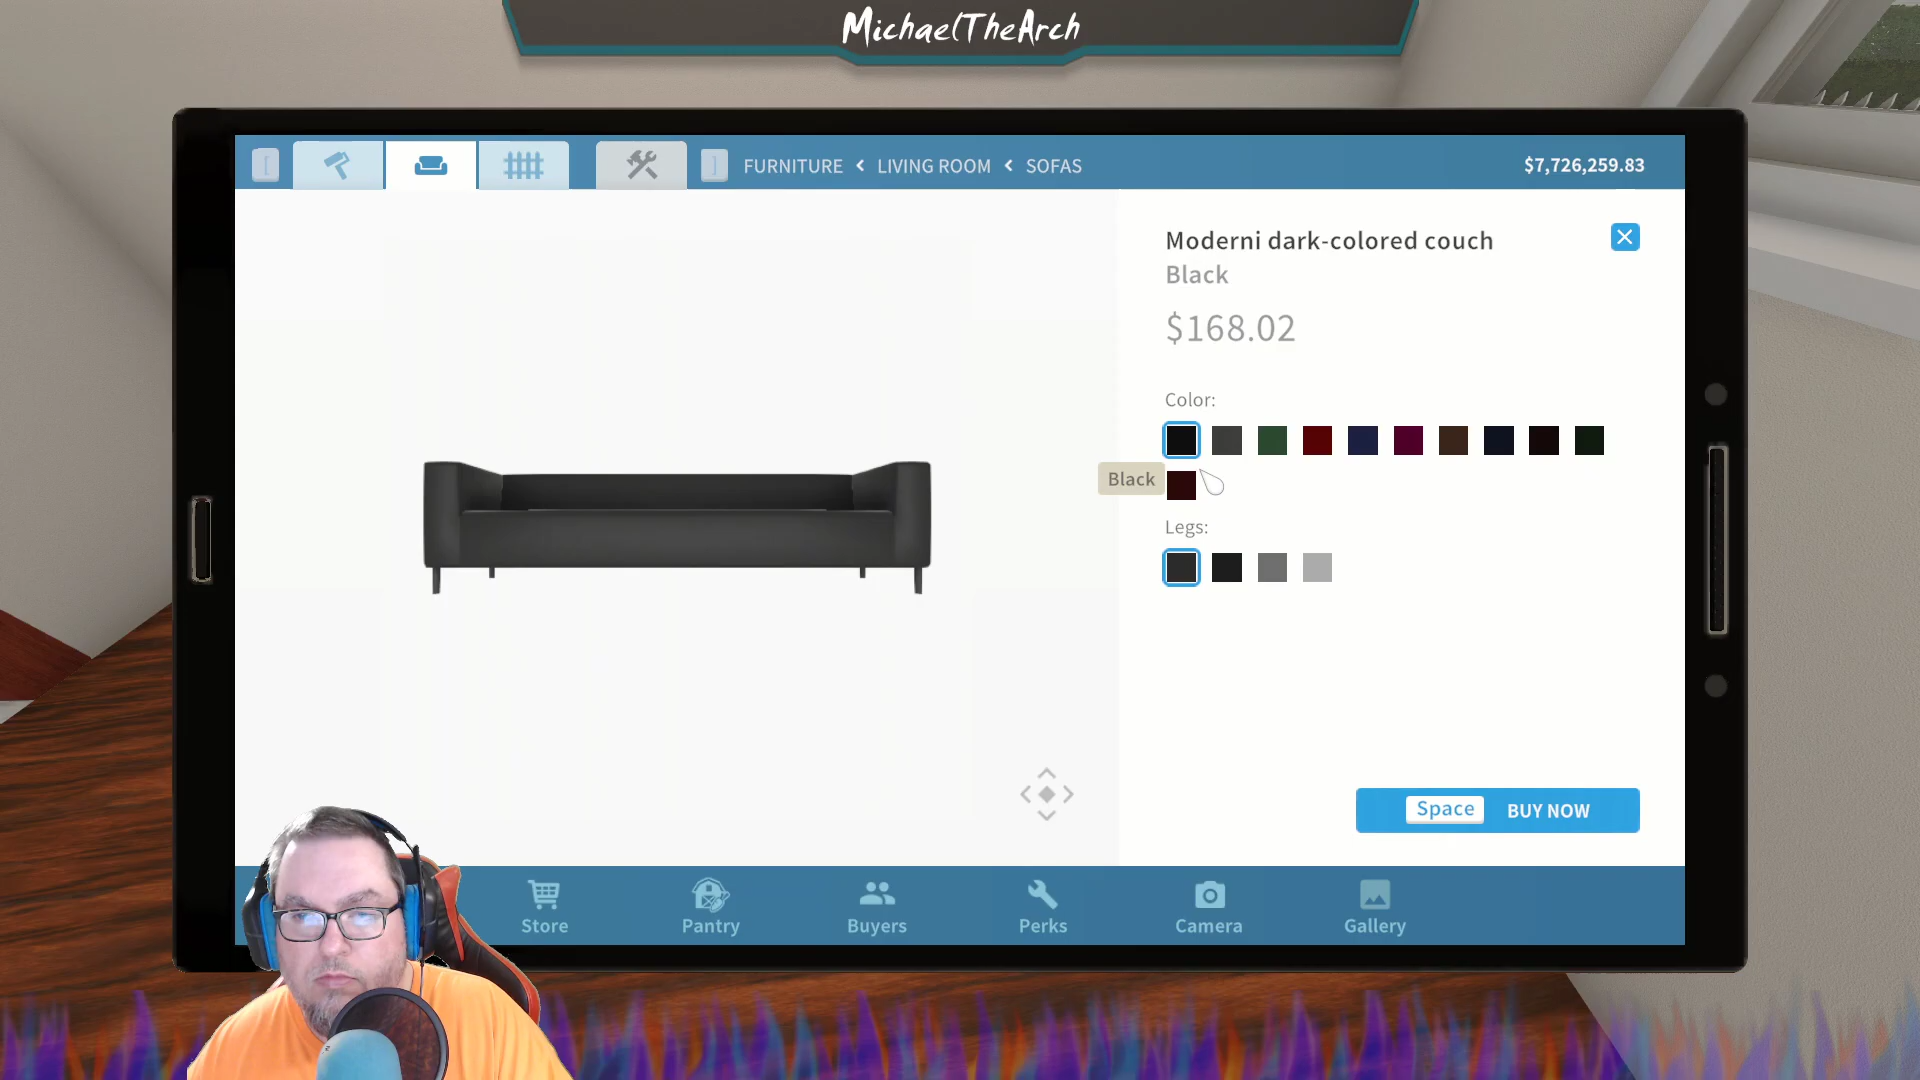 MichaelTheArch
[ ] FURNITURE < LIVING ROOM < SOFAS $7,726,259.83
Moderni dark-colored couch
Black
$168.02
Color:
Black
Legs:
Space BUY NOW
Store Pantry Buyers Perks Camera Gallery